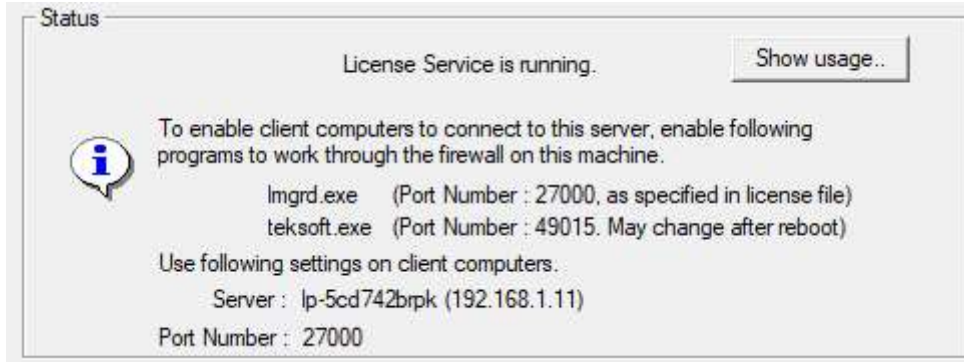 Status
License Service is running.
Show usage..
To enable client computers to connect to this server, enable following
programs to work through the firewall on this machine.
lmgrd.exe (Port Number : 27000, as specified in license file)
teksoft.exe (Port Number : 49015. May change after reboot)
Use following settings on client computers.
Server : lp-5cd742brpk (192.168.1.11)
Port Number : 27000